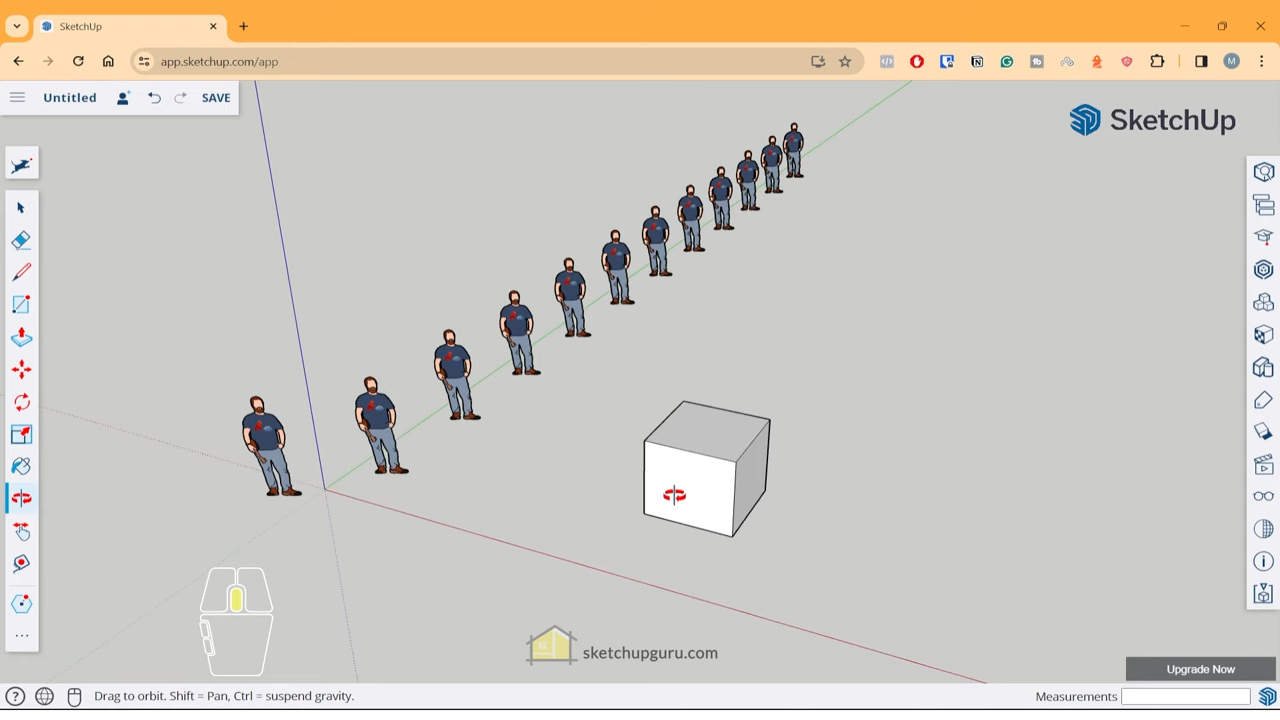 SketchUp
app.sketchup.com/app
Untitled
SAVE
SketchUp
sketchupguru.com
Upgrade Now
Drag to orbit. Shift = Pan, Ctrl = suspend gravity.
Measurements